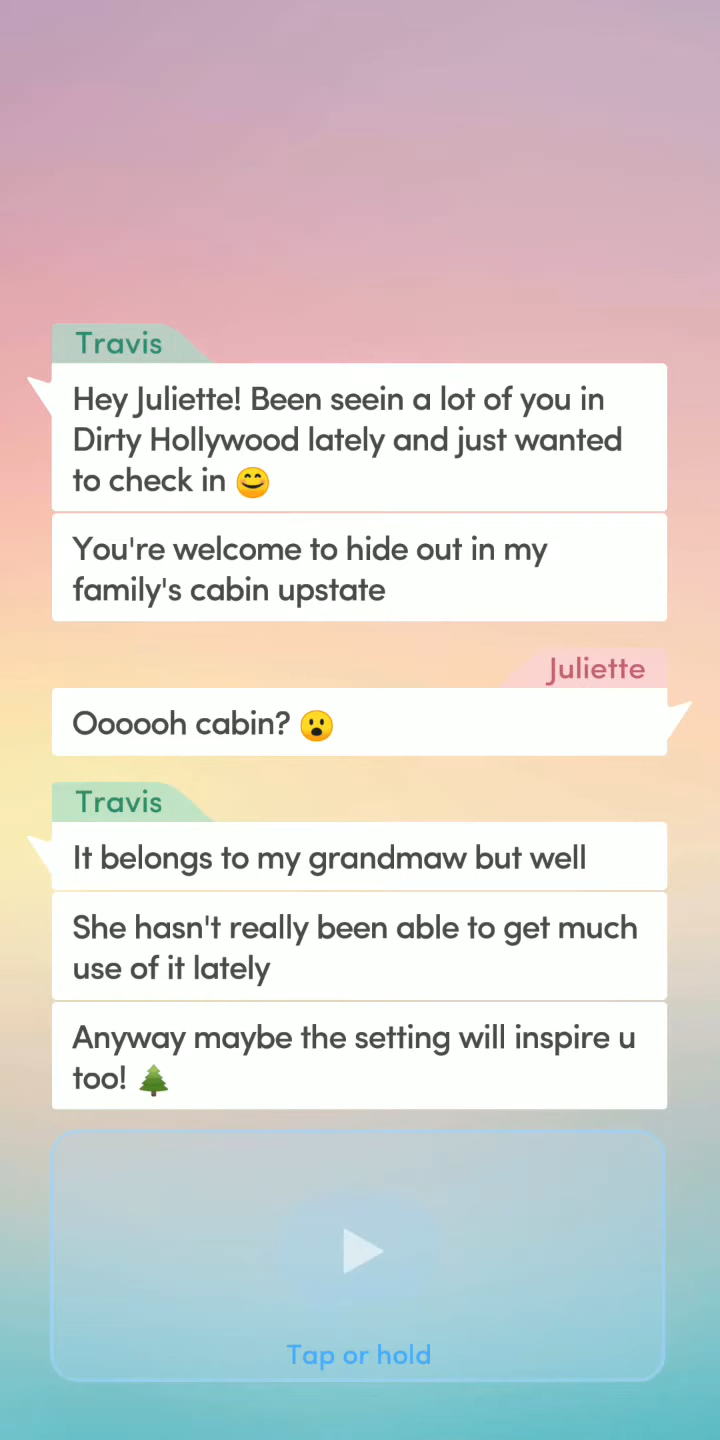 Travis
Hey Juliette! Been seein a lot of you in
Dirty Hollywood lately and just wanted
to check in 😊
You're welcome to hide out in my
family's cabin upstate
Juliette
Oooooh cabin? 😮
Travis
It belongs to my grandmaw but well
She hasn't really been able to get much
use of it lately
Anyway maybe the setting will inspire u
too! 🌲
Tap or hold